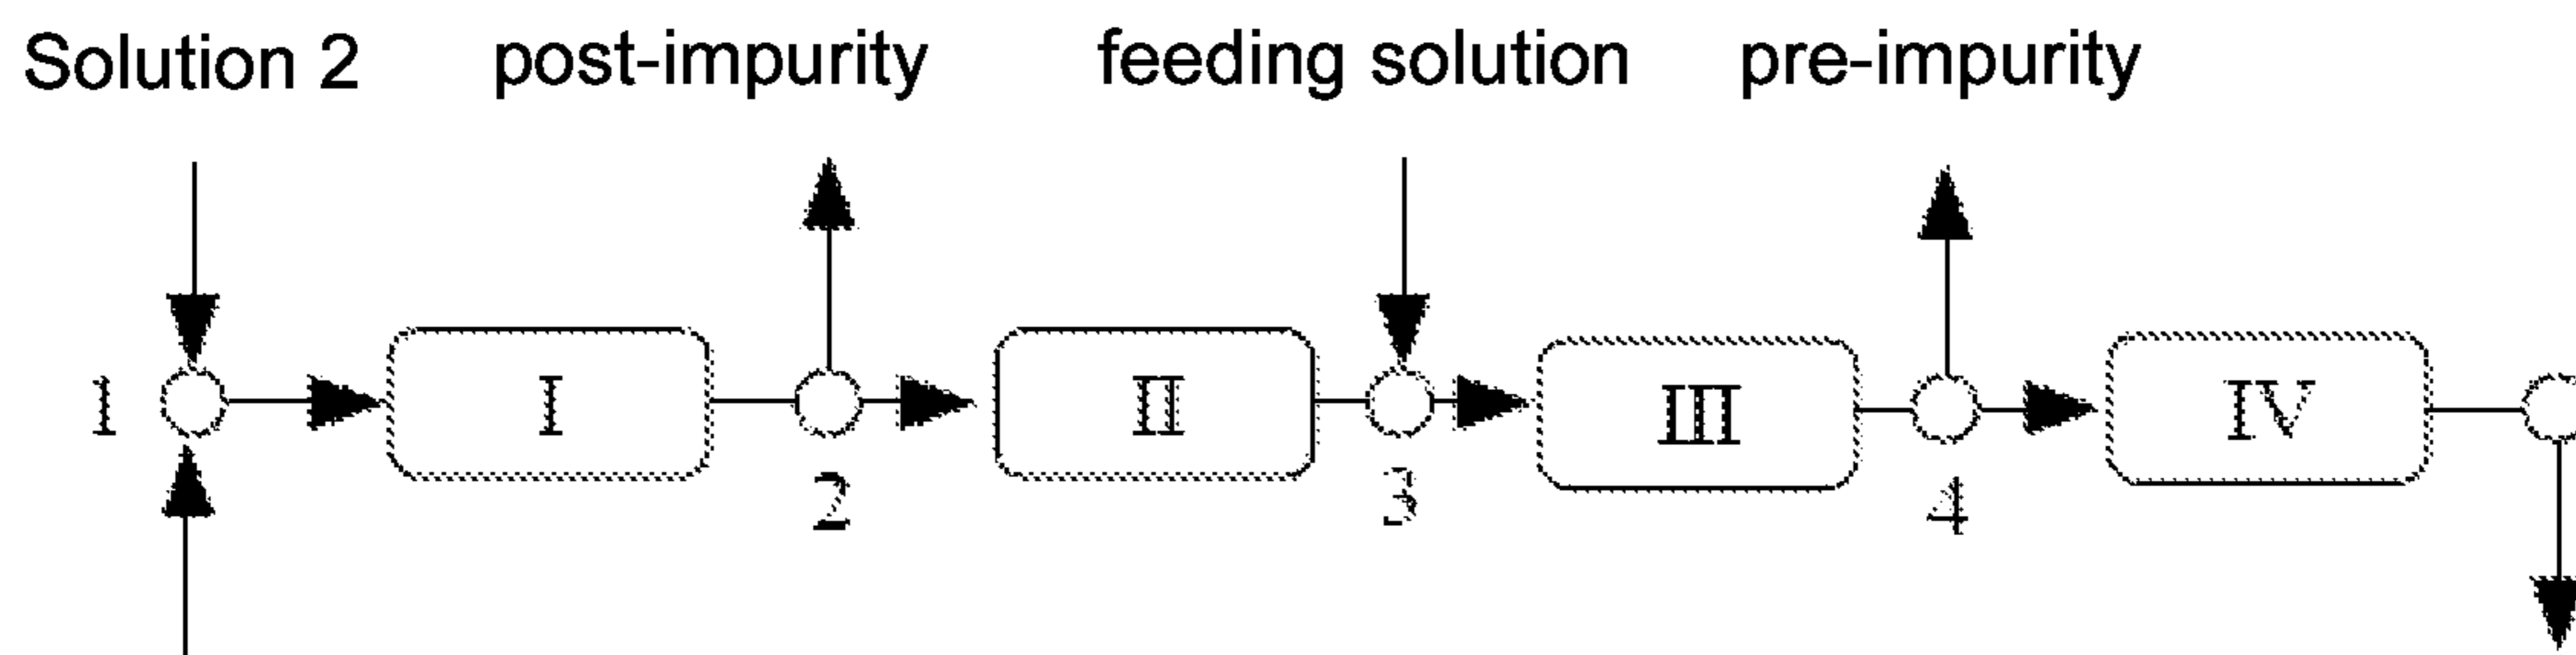 Solution 2 post-impurity feeding solution pre-impurity
1 I II III IV
2 3 4